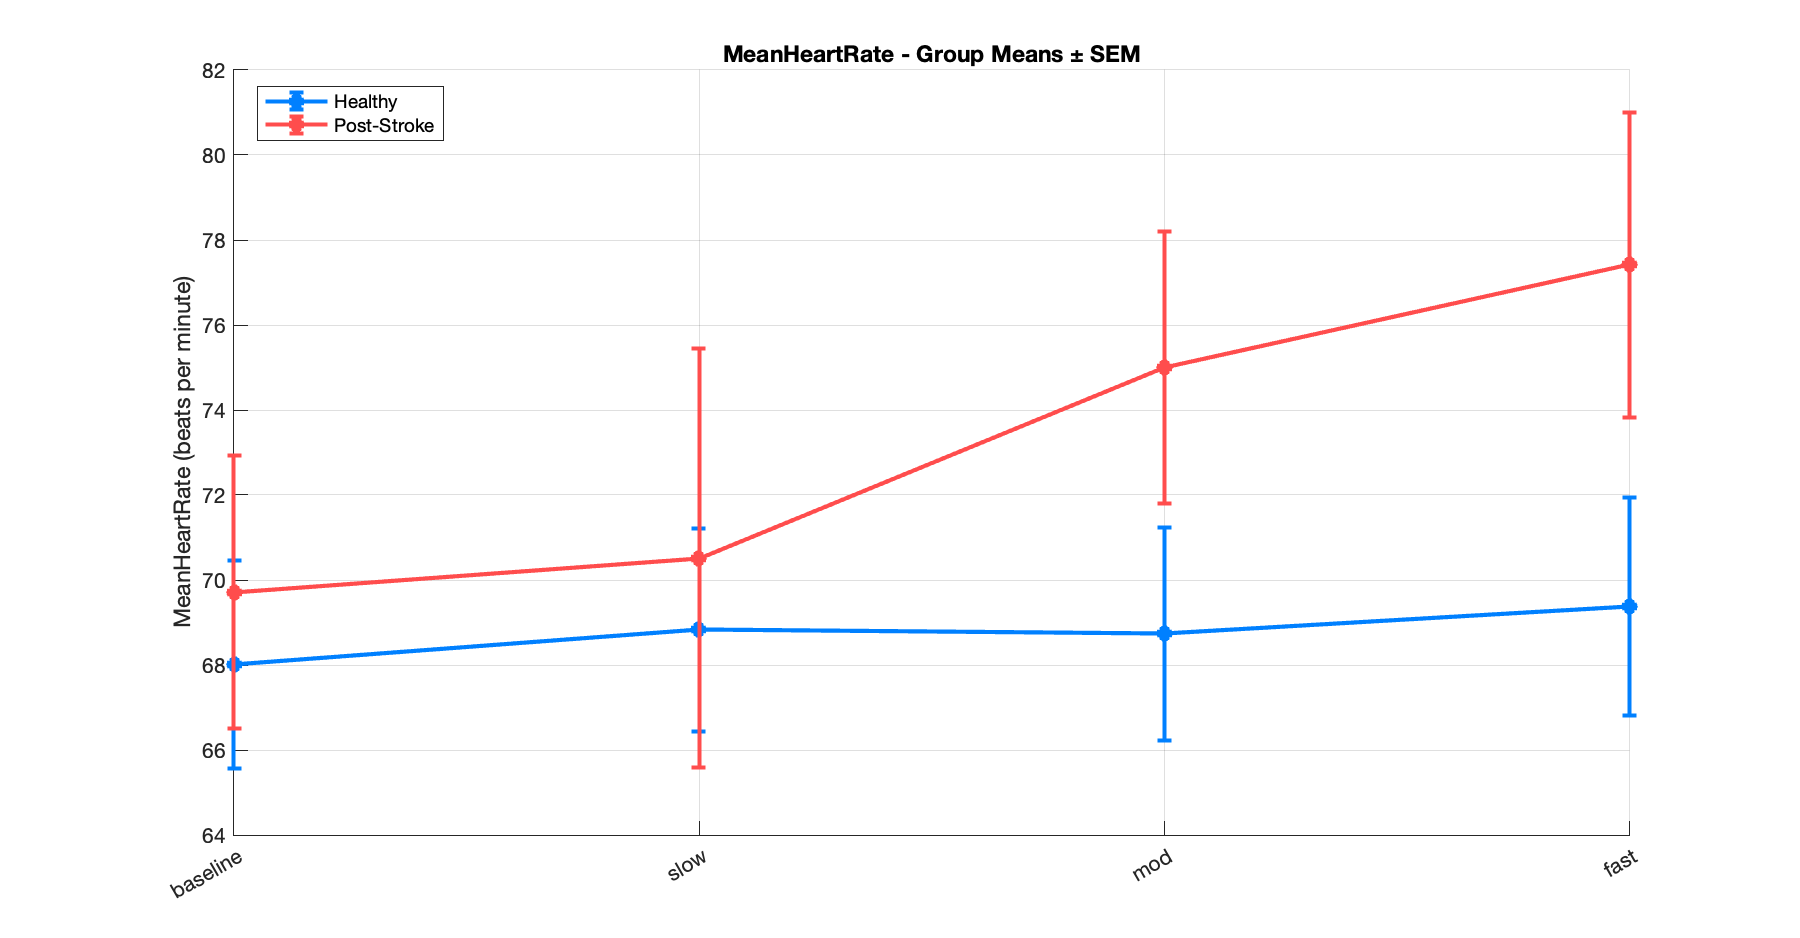 MeanHeartRate - Group Means ± SEM
Healthy
Post-Stroke
MeanHeartRate (beats per minute)
82
80
78
76
74
72
70
68
66
64
baseline
slow
mod
fast